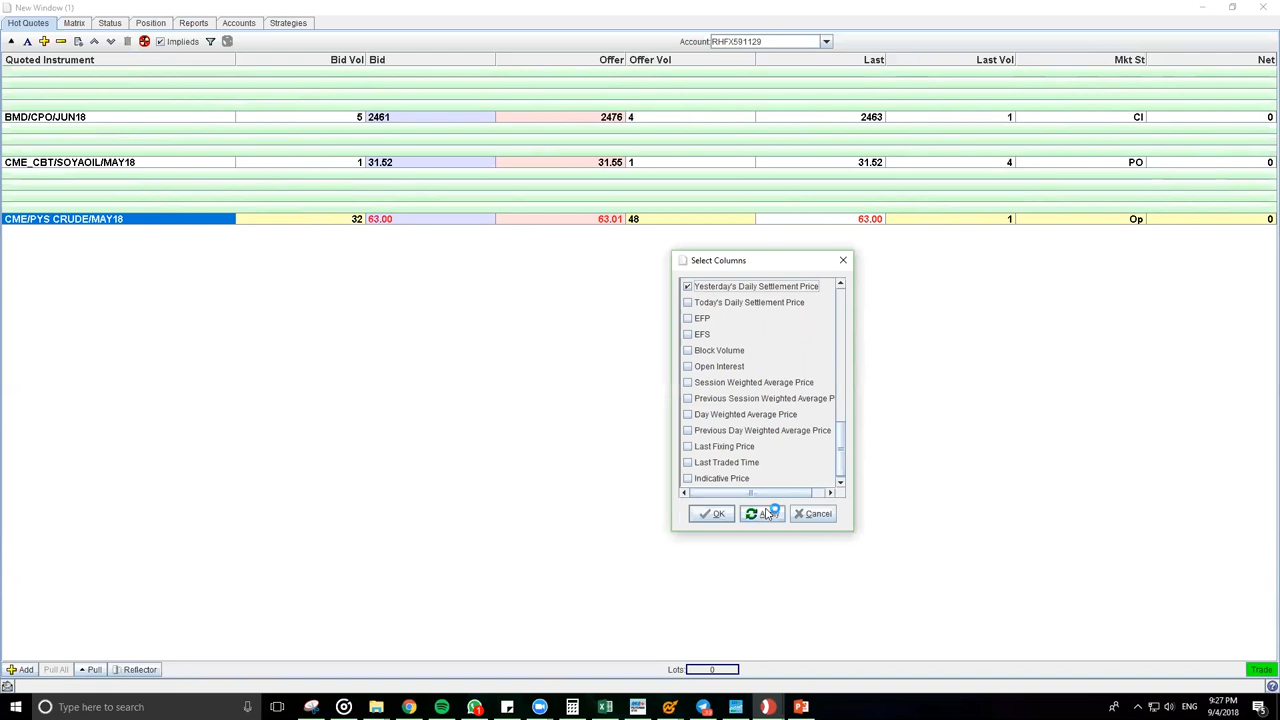 New Window (1)
Hot Quotes Matrix Status Position Reports Accounts Strategies
A Implieds Account: RHFX591129
Quoted Instrument Bid Vol Bid Offer Offer Vol Last Last Vol Mkt St Net
BMD/CPO/JUN18 5 2461 2476 4 2463 1 Cl 0
CME_CBT/SOYAOIL/MAY18 1 31.52 31.55 1 31.52 4 PO 0
CME/PYS CRUDE/MAY18 32 63.00 63.01 48 63.00 1 Op 0
Select Columns
Yesterday's Daily Settlement Price
Today's Daily Settlement Price
EFP
EFS
Block Volume
Open Interest
Session Weighted Average Price
Previous Session Weighted Average P
Day Weighted Average Price
Previous Day Weighted Average Price
Last Fixing Price
Last Traded Time
Indicative Price
OK Cancel
Add Pull All Pull Reflector Lots: 0 Trade
Type here to search ENG 9:27 PM
9/4/2018